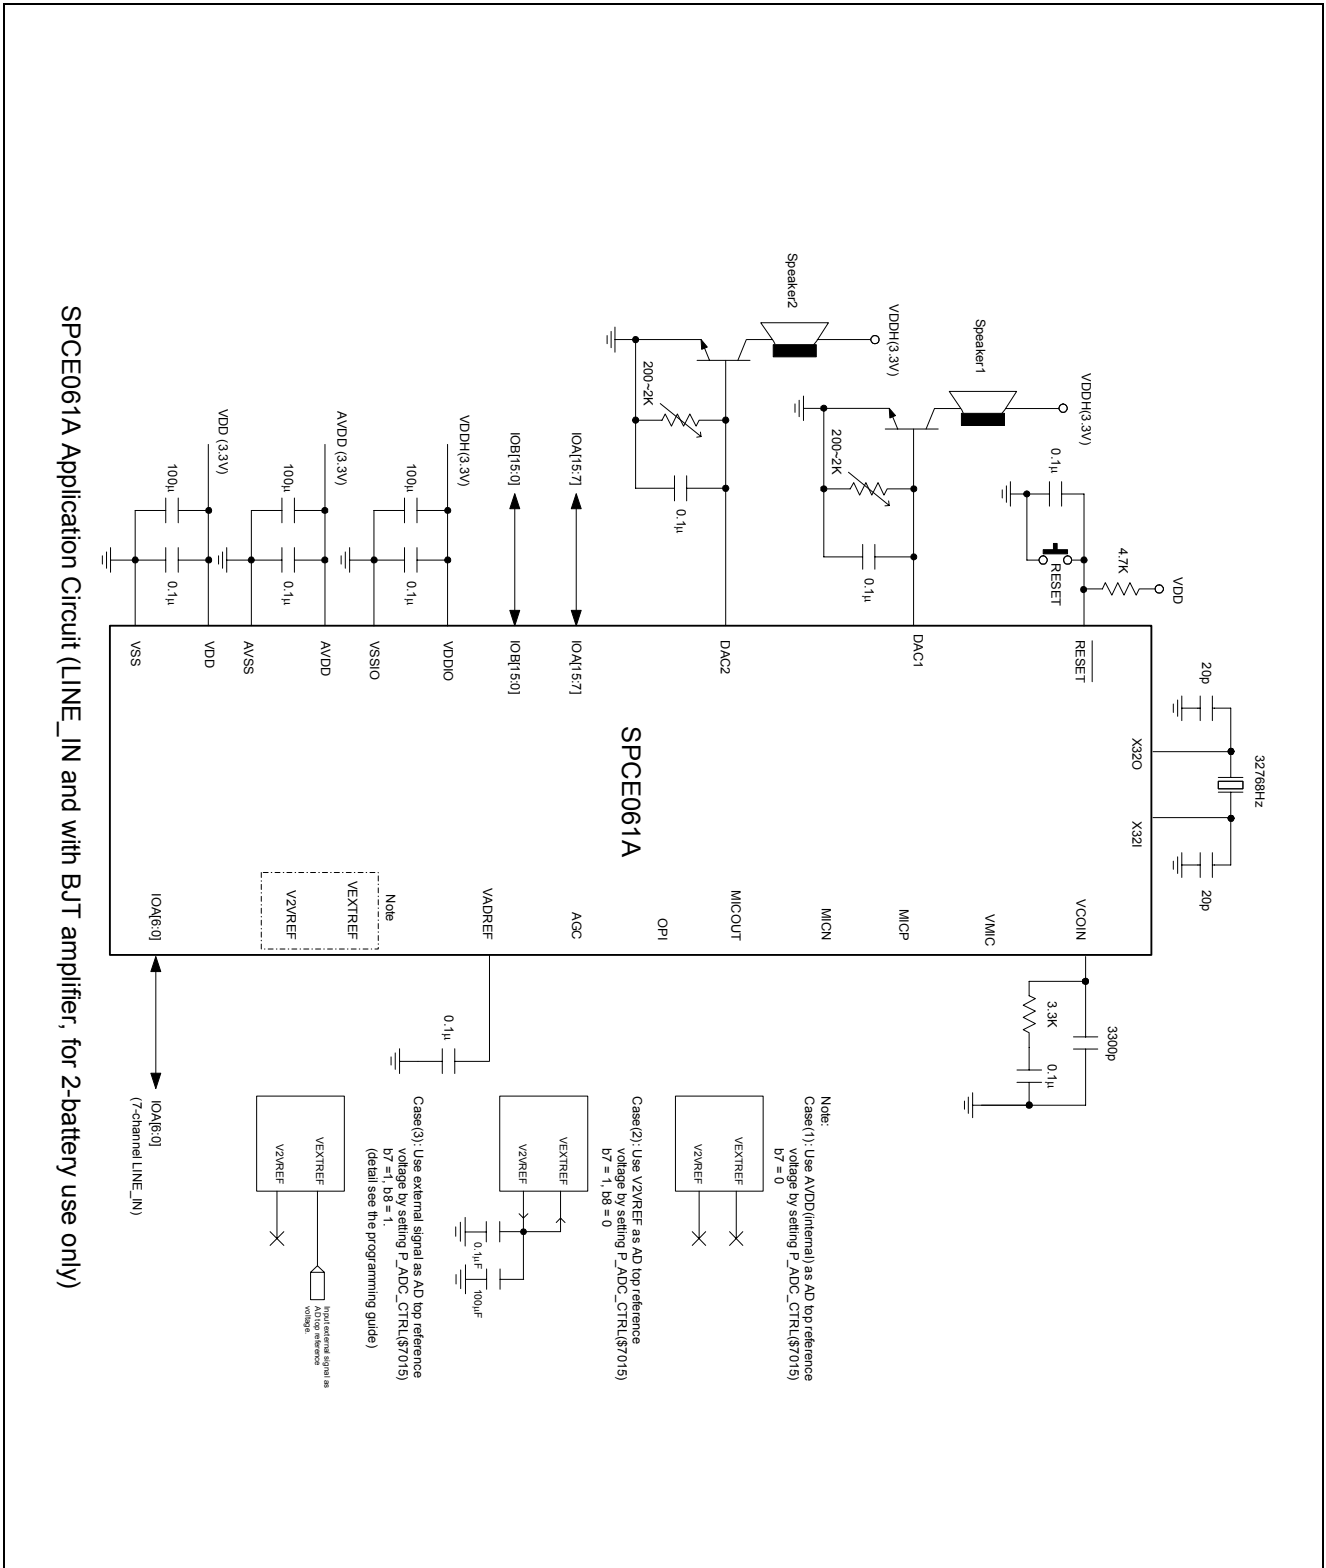 VDD
4.7K
RESET
0.1μ
VDDH(3.3V)
Speaker1
200~2K
0.1μ
VDDH(3.3V)
Speaker2
200~2K
0.1μ
IOA[15:7]
IOB[15:0]
VDDH(3.3V)
100μ
0.1μ
AVDD (3.3V)
100μ
0.1μ
VDD (3.3V)
100μ
0.1μ
RESET
DAC1
DAC2
IOA[15:7]
IOB[15:0]
VDDIO
VSSIO
AVDD
AVSS
VDD
VSS
20p
32768Hz
20p
X32O
X32I
SPCE061A
VCOIN
VMIC
MICP
MICN
MICOUT
OPI
AGC
VADREF
Note
VEXTREF
V2VREF
IOA[6:0]
3300p
3.3K
0.1μ
0.1μ
IOA[6:0]
(7-channel LINE_IN)
Note:
Case(1): Use AVDD(internal) as AD top reference
voltage by setting P_ADC_CTRL($7015)
b7 = 0
VEXTREF
V2VREF
Case(2): Use V2VREF as AD top reference
voltage by setting P_ADC_CTRL($7015)
b7 = 1, b8 = 0
VEXTREF
V2VREF
0.1μF
100μF
Case(3): Use external signal as AD top reference
voltage by setting P_ADC_CTRL($7015)
b7 =1, b8 = 1.
(detail see the programming guide)
VEXTREF
V2VREF
Input external signal as
AD top reference
voltage.
SPCE061A Application Circuit (LINE_IN and with BJT amplifier, for 2-battery use only)